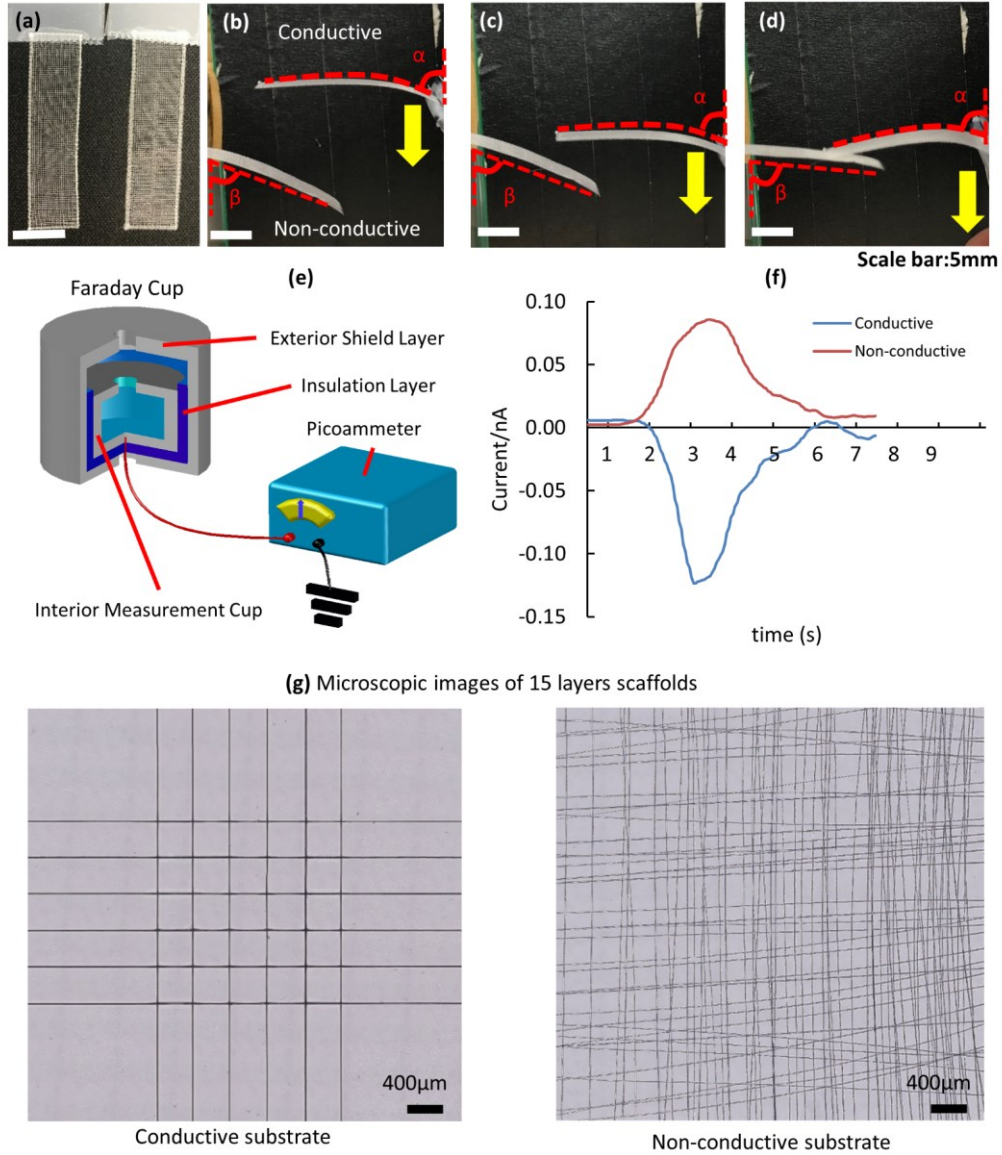 (a)
(b)
Conductive
α
β
Non-conductive
(c)
α
β
(d)
α
β
Scale bar:5mm
(e)
Faraday Cup
Exterior Shield Layer
Insulation Layer
Picoammeter
Interior Measurement Cup
(f)
Conductive
Non-conductive
Current/nA
0.10
0.05
0.00
-0.05
-0.10
-0.15
1 2 3 4 5 6 7 8 9
time (s)
(g) Microscopic images of 15 layers scaffolds
400μm
400μm
Conductive substrate
Non-conductive substrate